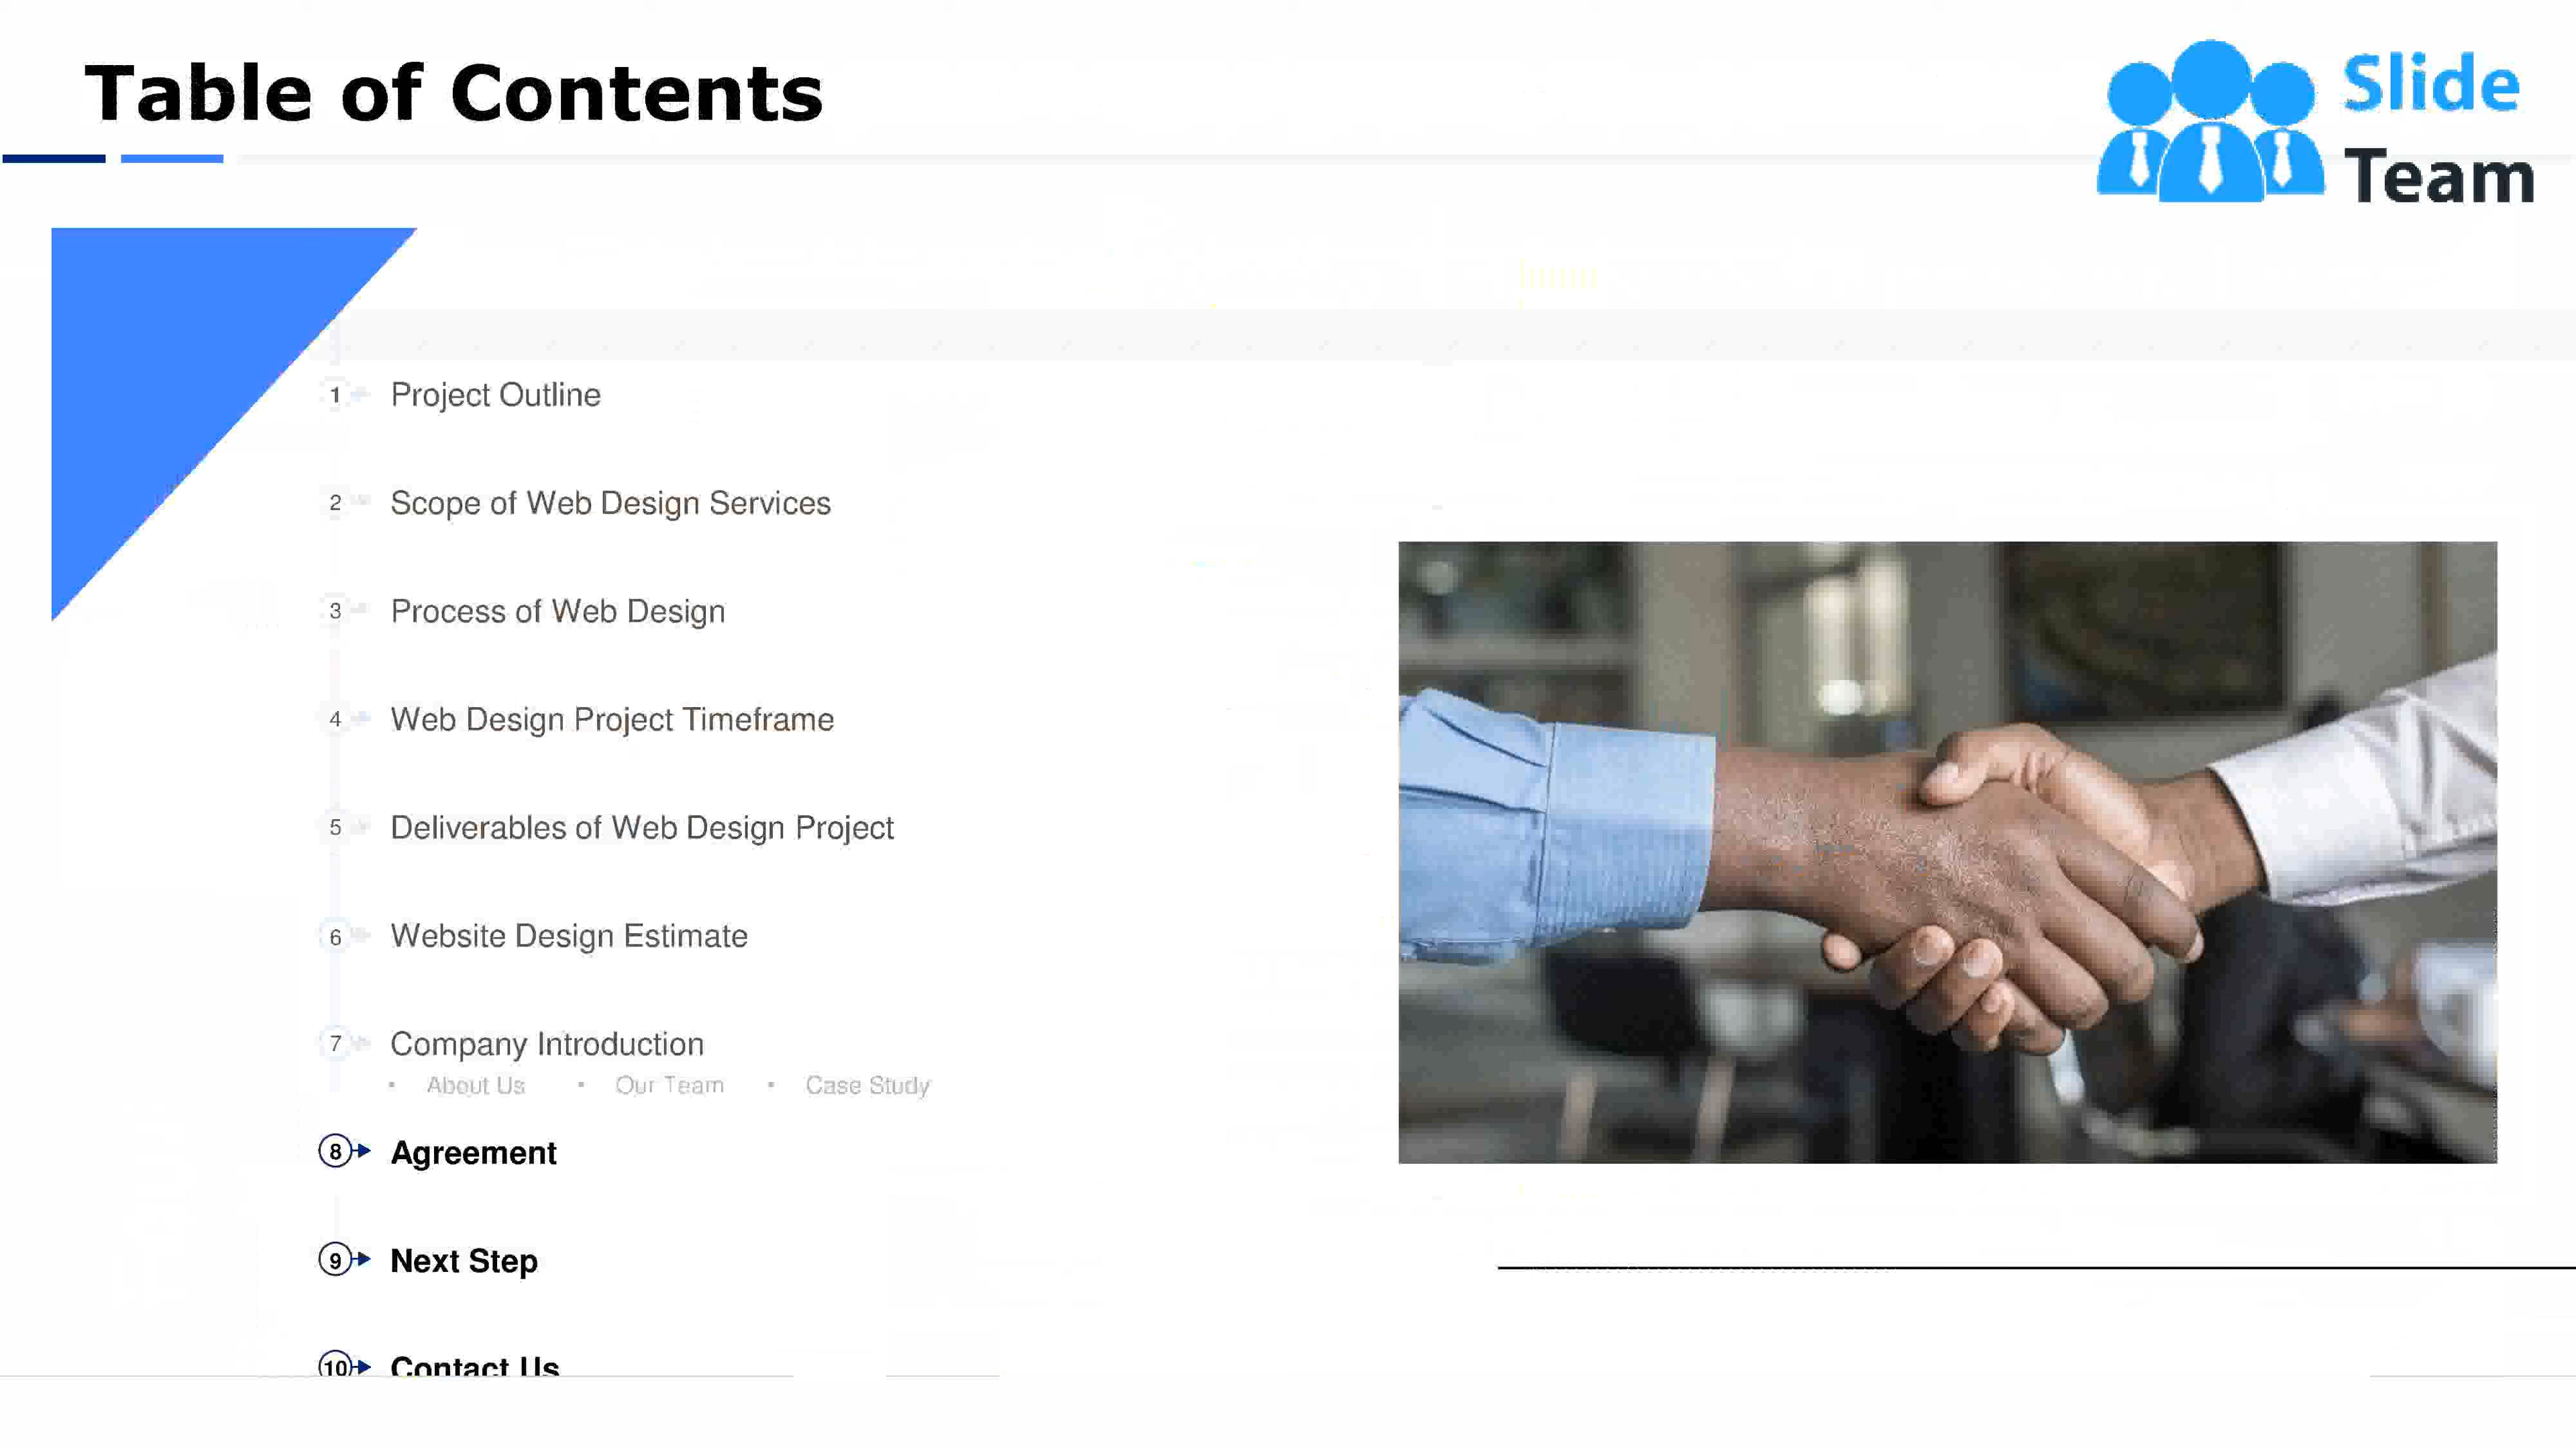 Table of Contents
Slide
Team
1 Project Outline
2 Scope of Web Design Services
3 Process of Web Design
4 Web Design Project Timeframe
5 Deliverables of Web Design Project
6 Website Design Estimate
7 Company Introduction
▪ About Us ▪ Our Team ▪ Case Study
8 Agreement
9 Next Step
10 Contact Us